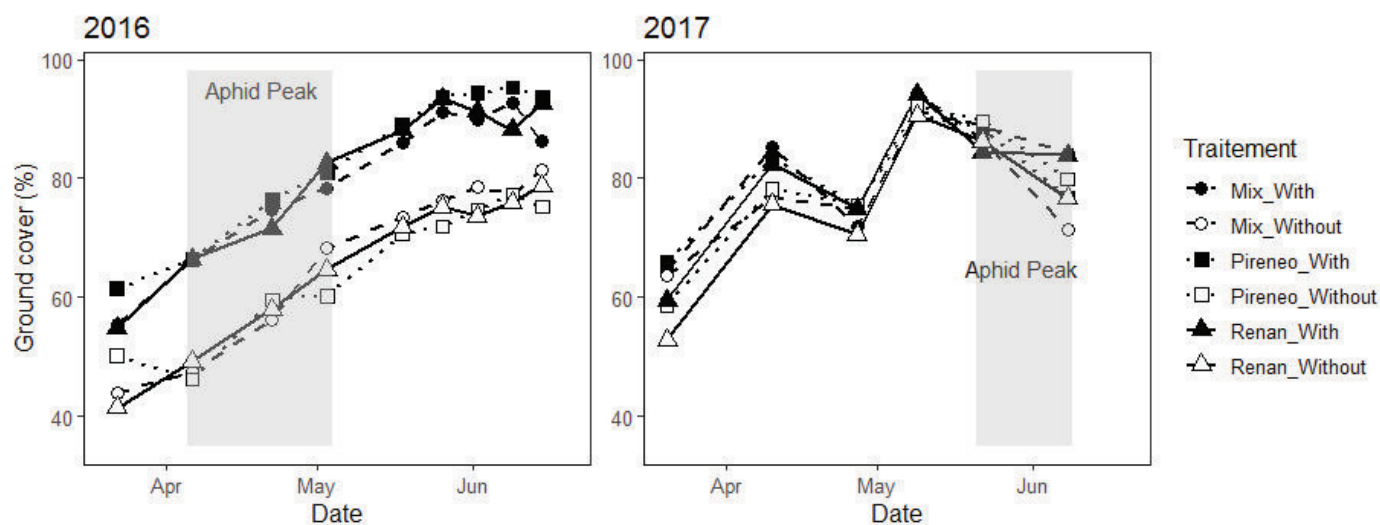 2016
2017
Ground cover (%)
100
80
60
40
Aphid Peak
Apr
May
Jun
Date
100
80
60
40
Aphid Peak
Apr
May
Jun
Date
Traitement
Mix_With
Mix_Without
Pireneo_With
Pireneo_Without
Renan_With
Renan_Without